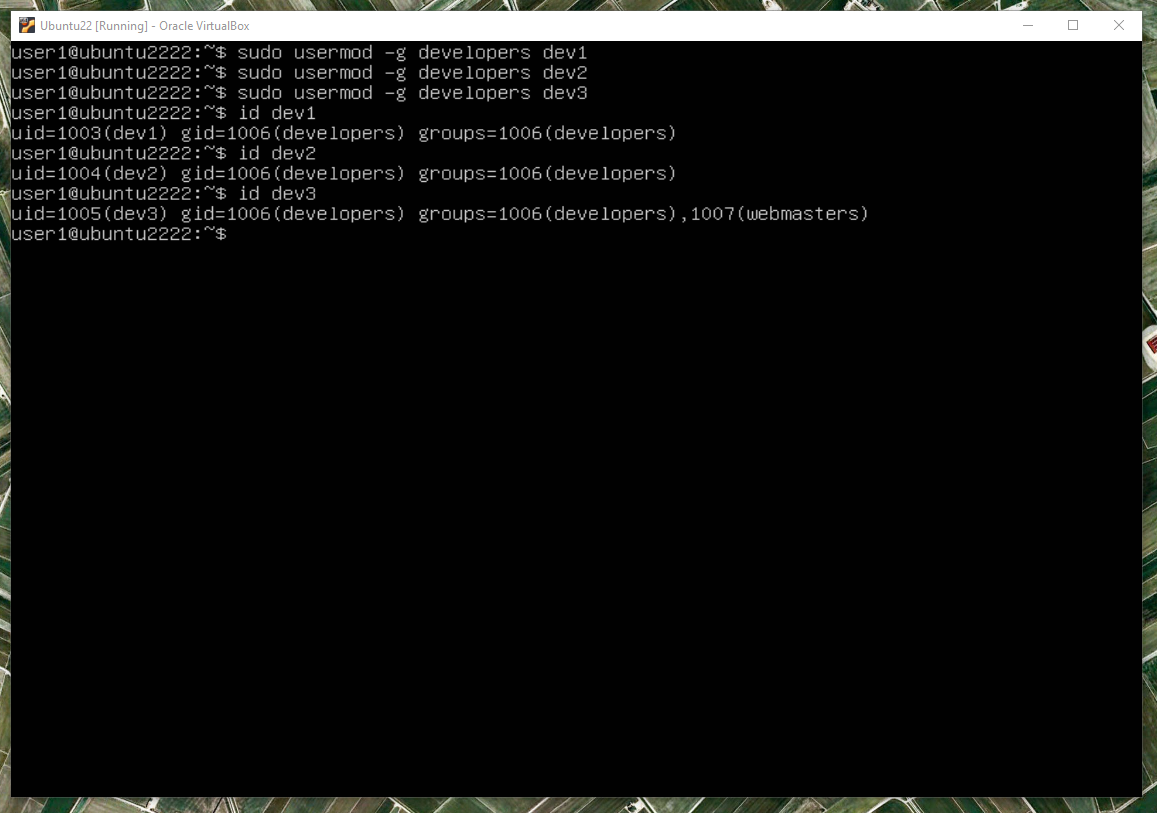 Ubuntu22 [Running] - Oracle VirtualBox
user1@ubuntu2222:~$ sudo usermod -g developers dev1
user1@ubuntu2222:~$ sudo usermod -g developers dev2
user1@ubuntu2222:~$ sudo usermod -g developers dev3
user1@ubuntu2222:~$ id dev1
uid=1003(dev1) gid=1006(developers) groups=1006(developers)
user1@ubuntu2222:~$ id dev2
uid=1004(dev2) gid=1006(developers) groups=1006(developers)
user1@ubuntu2222:~$ id dev3
uid=1005(dev3) gid=1006(developers) groups=1006(developers),1007(webmasters)
user1@ubuntu2222:~$